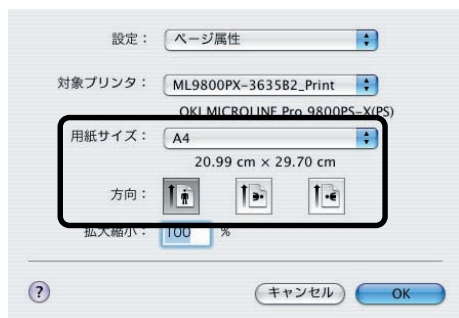 設定： ページ属性
対象プリンタ： ML9800PX-3635B2_Print
OKI MICROLINE Pro 9800PS-X(PS)
用紙サイズ： A4
20.99 cm × 29.70 cm
方向：
拡大縮小： 100 %
? キャンセル OK